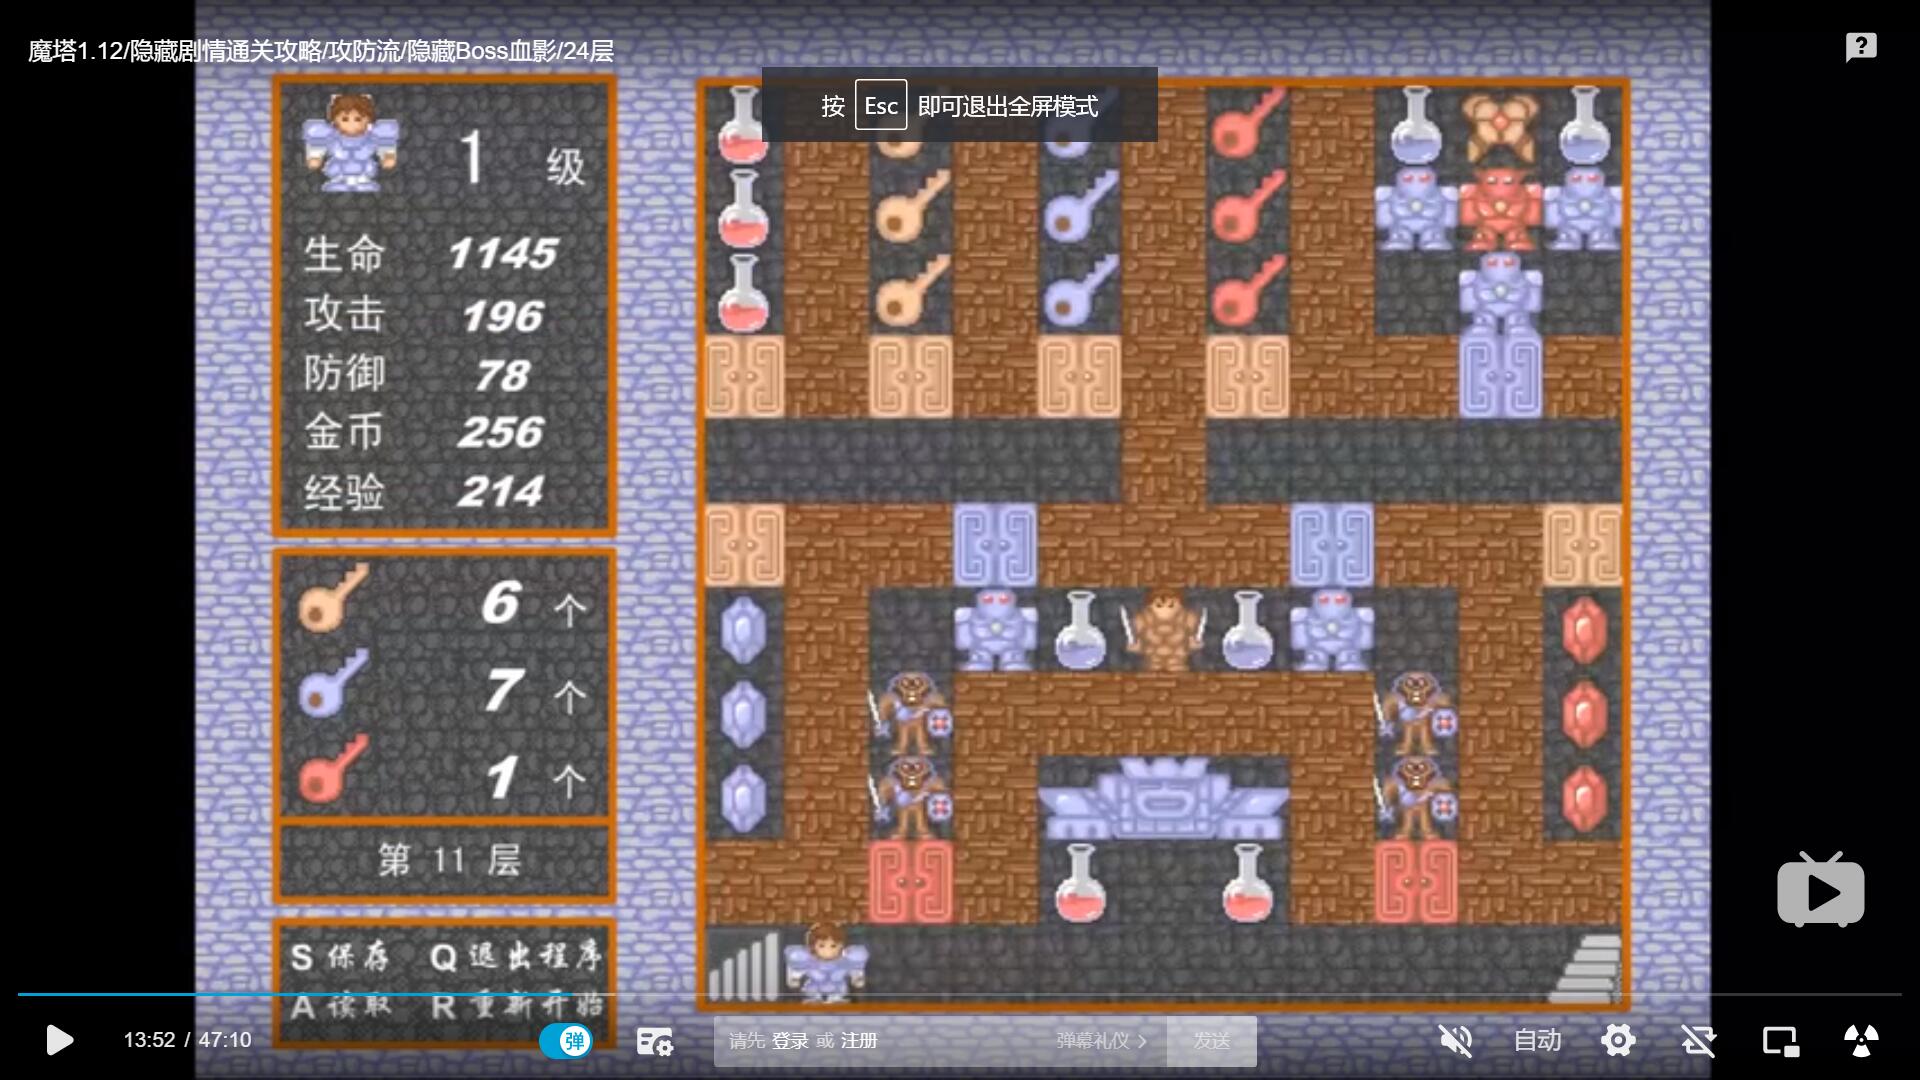 魔塔1.12/隐藏剧情通关攻略/攻防流/隐藏Boss血影/24层
按 Esc 即可退出全屏模式
1 级
生命 1145
攻击 196
防御 78
金币 256
经验 214
6 个
7 个
1 个
第 11 层
S 保存 Q 退出程序
A 读取 R 重新开始
13:52 / 47:10
弹
请先 登录 或 注册
弹幕礼仪
发送
自动